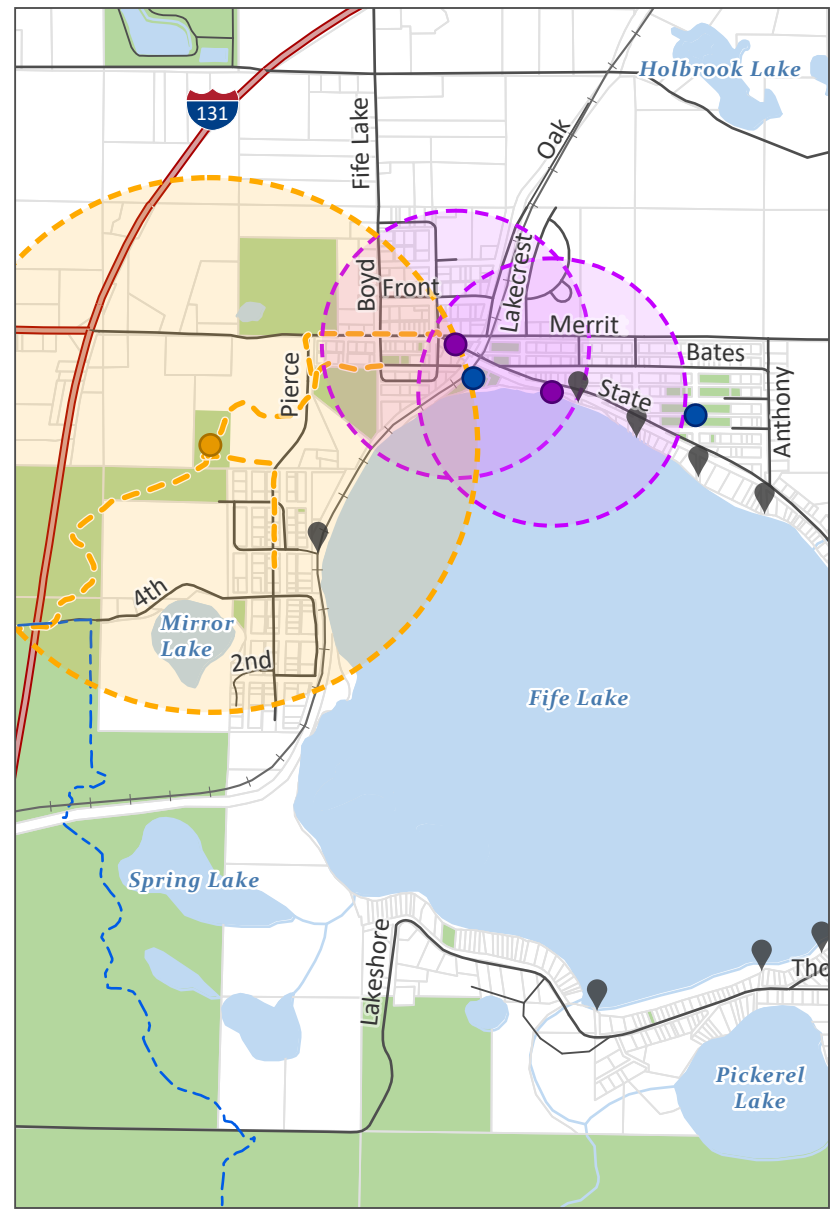 Holbrook Lake
131
Fife Lake
Oak
Lakecrest
Boyd
Front
Merrit
Bates
Pierce
State
Anthony
4th
Mirror
Lake
2nd
Fife Lake
Spring Lake
Lakeshore
Tho
Pickerel
Lake